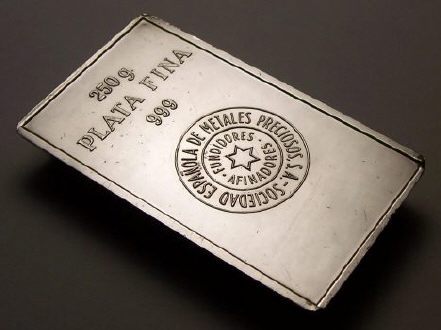 250 g
PLATA FINA
999
SOCIEDAD ESPAÑOLA DE METALES PRECIOSOS, S.A.-
FUNDIDORES · AFINADORES ·